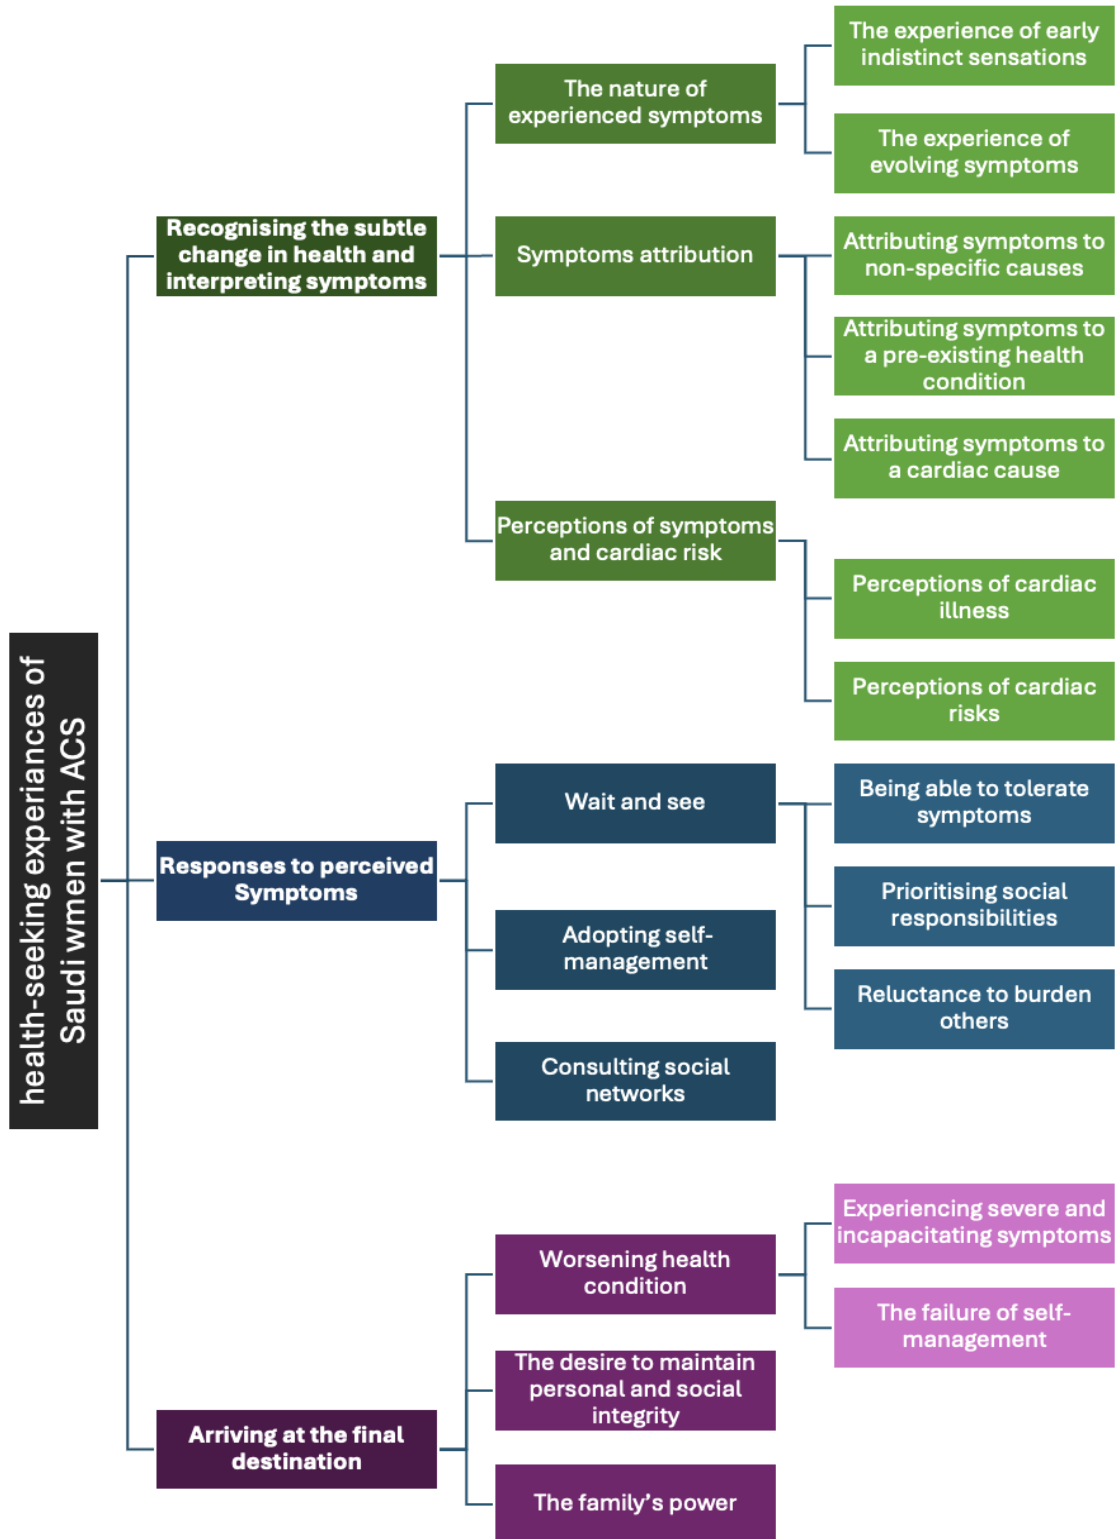 health-seeking experiances of
Saudi wmen with ACS
Recognising the subtle
change in health and
interpreting symptoms
The nature of
experienced symptoms
The experience of early
indistinct sensations
The experience of
evolving symptoms
Symptoms attribution
Attributing symptoms to
non-specific causes
Attributing symptoms to
a pre-existing health
condition
Attributing symptoms to
a cardiac cause
Perceptions of symptoms
and cardiac risk
Perceptions of cardiac
illness
Perceptions of cardiac
risks
Responses to perceived
Symptoms
Wait and see
Being able to tolerate
symptoms
Prioritising social
responsibilities
Reluctance to burden
others
Adopting self-
management
Consulting social
networks
Arriving at the final
destination
Worsening health
condition
Experiencing severe and
incapacitating symptoms
The failure of self-
management
The desire to maintain
personal and social
integrity
The family’s power